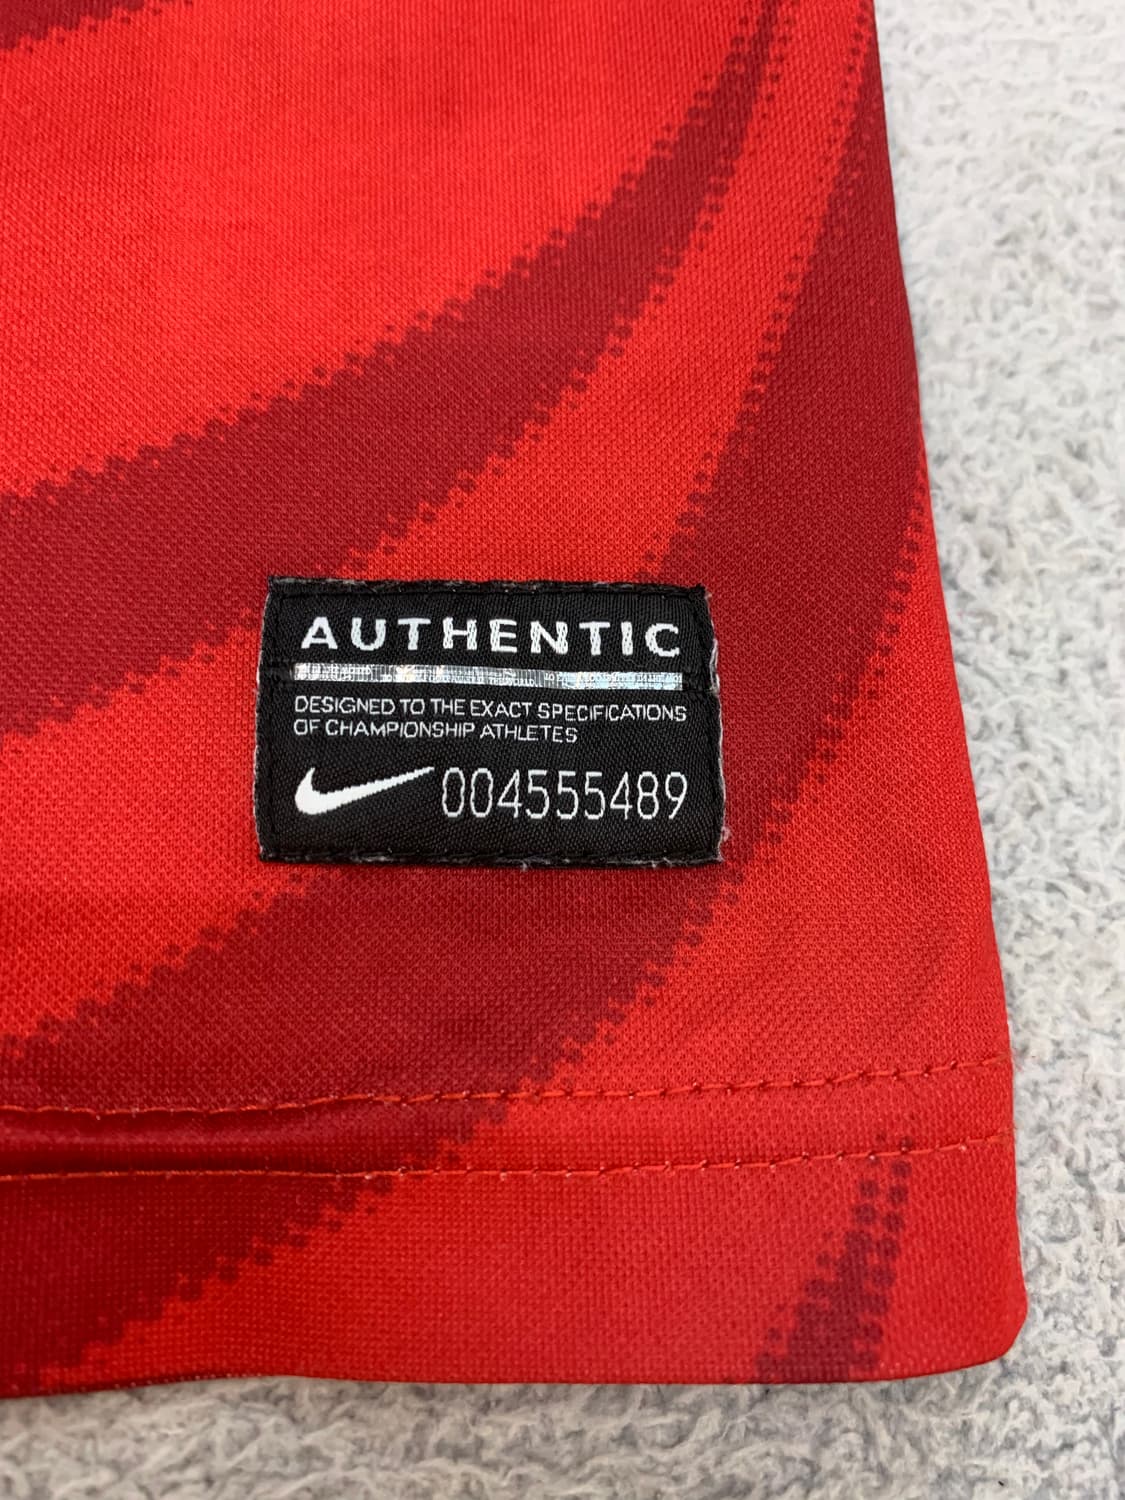 AUTHENTIC
DESIGNED TO THE EXACT SPECIFICATIONS
OF CHAMPIONSHIP ATHLETES
004555489